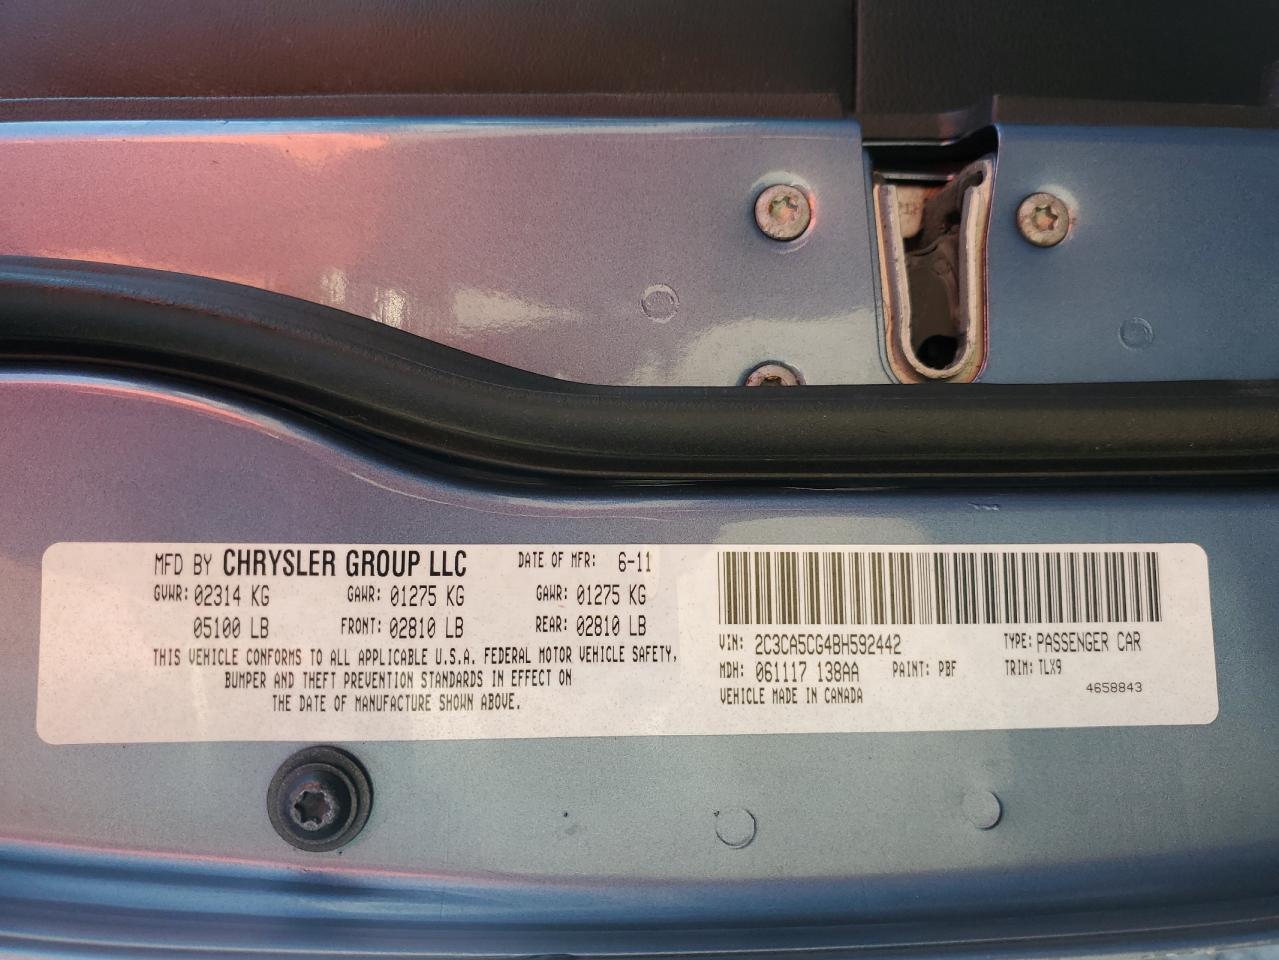 MFD BY CHRYSLER GROUP LLC DATE OF MFR: 6-11
GVWR: 02314 KG GAWR: 01275 KG GAWR: 01275 KG
05100 LB FRONT: 02810 LB REAR: 02810 LB
THIS VEHICLE CONFORMS TO ALL APPLICABLE U.S.A. FEDERAL MOTOR VEHICLE SAFETY,
BUMPER AND THEFT PREVENTION STANDARDS IN EFFECT ON
THE DATE OF MANUFACTURE SHOWN ABOVE.
VIN: 2C3CA5CG4BH592442 TYPE: PASSENGER CAR
MDH: 061117 138AA PAINT: PBF TRIM: TLX9
VEHICLE MADE IN CANADA 4658843